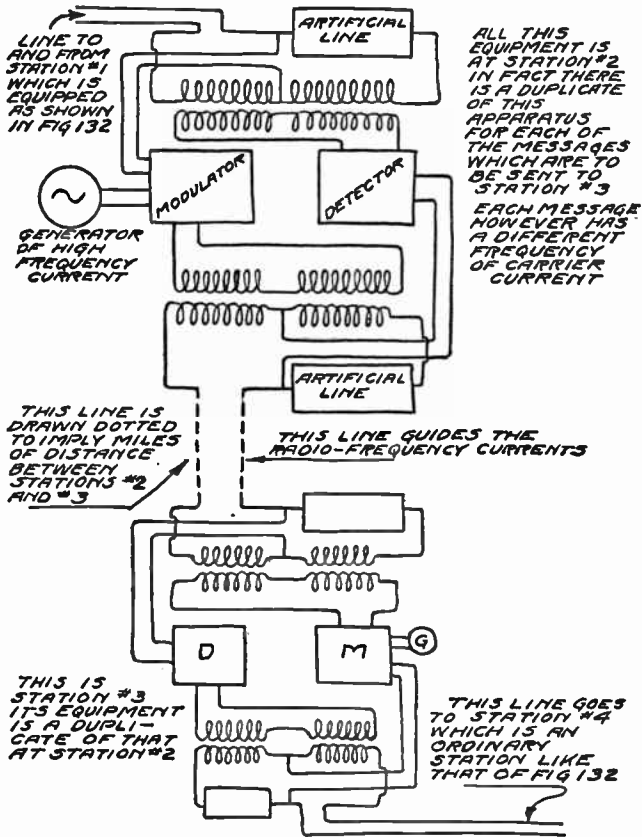 LINE TO
AND FROM
STATION #1
WHICH IS
EQUIPPED
AS SHOWN
IN FIG 132
ARTIFICIAL
LINE
ALL THIS
EQUIPMENT IS
AT STATION #2
IN FACT THERE
IS A DUPLICATE
OF THIS
APPARATUS
FOR EACH OF
THE MESSAGES
WHICH ARE TO
BE SENT TO
STATION #3
EACH MESSAGE
HOWEVER HAS
A DIFFERENT
FREQUENCY
OF CARRIER
CURRENT
MODULATOR
DETECTOR
GENERATOR
OF HIGH
FREQUENCY
CURRENT
ARTIFICIAL
LINE
THIS LINE IS
DRAWN DOTTED
TO IMPLY MILES
OF DISTANCE
BETWEEN
STATIONS #2
AND #3
THIS LINE GUIDES THE
RADIO-FREQUENCY CURRENTS
D
M
G
THIS IS
STATION #3
ITS EQUIPMENT
IS A DUPLI-
CATE OF THAT
AT STATION #2
THIS LINE GOES
TO STATION #4
WHICH IS AN
ORDINARY
STATION LIKE
THAT OF FIG 132